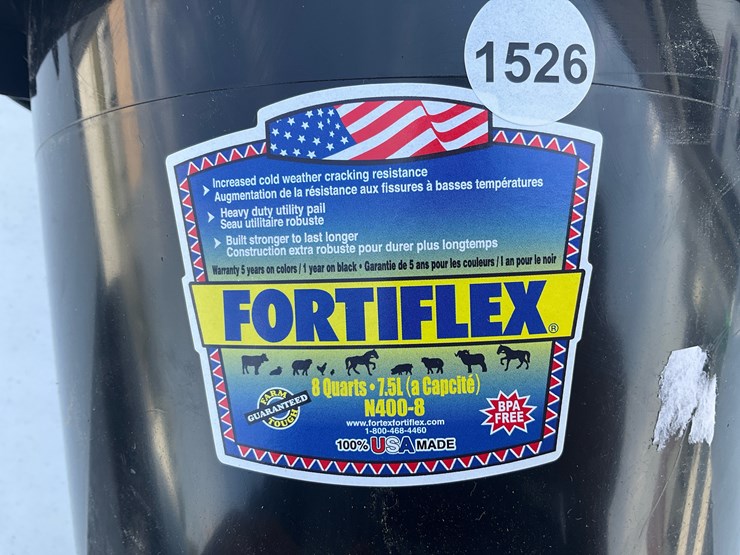 1526
Increased cold weather cracking resistance
Augmentation de la résistance aux fissures à basses températures
Heavy duty utility pail
Seau utilitaire robuste
Built stronger to last longer
Construction extra robuste pour durer plus longtemps
Warranty 5 years on colors / 1 year on black • Garantie de 5 ans pour les couleurs / 1 an pour le noir
FORTIFLEX®
8 Quarts • 7.5L (a Capcité)
N400-8
FARM
GUARANTEED
TOUGH
www.fortexfortiflex.com
1-800-468-4460
BPA
FREE
100% USA MADE